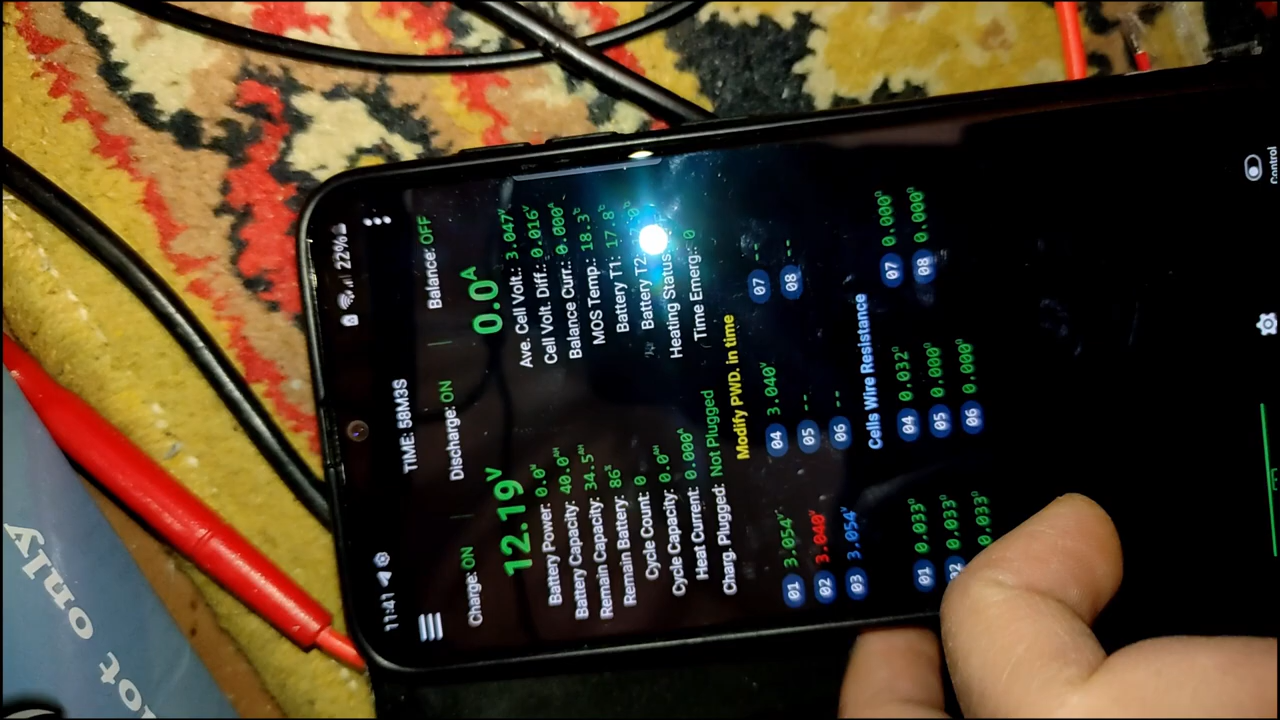 11:41
22%
TIME: 58M3S
Charge: ON
Discharge: ON
Balance: OFF
12.19V
0.0A
Battery Power: 0.0W
Battery Capacity: 40.0AH
Remain Capacity: 34.5AH
Remain Battery: 86%
Cycle Count: 0
Cycle Capacity: 0.0AH
Heat Current: 0.000A
Charg. Plugged: Not Plugged
Ave. Cell Volt.: 3.047V
Cell Volt. Diff.: 0.016V
Balance Curr.: 0.000A
MOS Temp.: 18.3℃
Battery T1: 17.8℃
Battery T2:
Heating Status:
Time Emerg: 0
Modify PWD. in time
01 3.054V
04 3.040V
07 --
02 3.040V
05 --
08 --
03 3.054V
06 --
Cells Wire Resistance
01 0.033Ω
04 0.032Ω
07 0.000Ω
02 0.033Ω
05 0.000Ω
08 0.000Ω
0.033Ω
06 0.000Ω
Control
not only